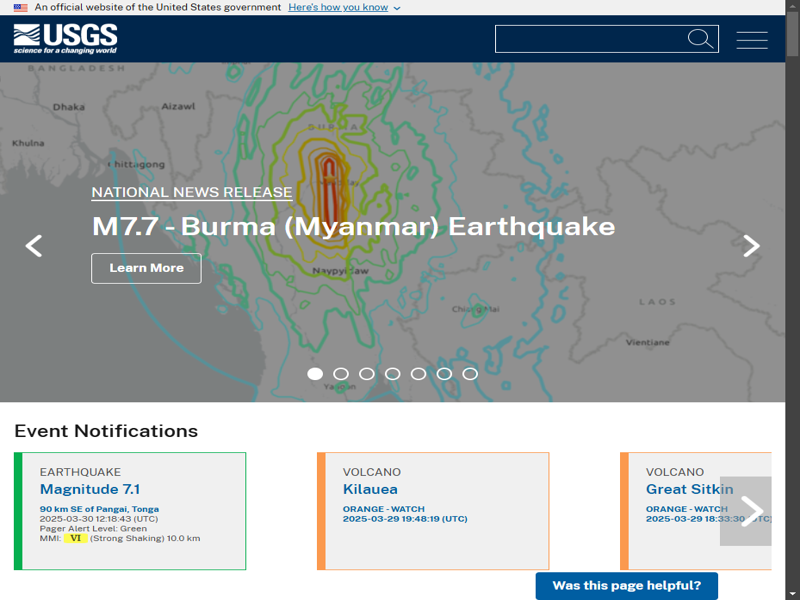 An official website of the United States government Here's how you know
USGS
science for a changing world
BANGLADESH
Dhaka
Aizawl
Khulna
BURMA
Chittagong
NATIONAL NEWS RELEASE
M7.7 - Burma (Myanmar) Earthquake
Learn More
Naypyidaw
Chiang Mai
LAOS
Vientiane
Event Notifications
EARTHQUAKE
Magnitude 7.1
90 km SE of Pangai, Tonga
2025-03-30 12:18:43 (UTC)
Pager Alert Level: Green
MMI: VI (Strong Shaking) 10.0 km
VOLCANO
Kilauea
ORANGE - WATCH
2025-03-29 19:48:19 (UTC)
VOLCANO
Great Sitkin
ORANGE - WATCH
2025-03-29 18:33:30 (UTC)
Was this page helpful?